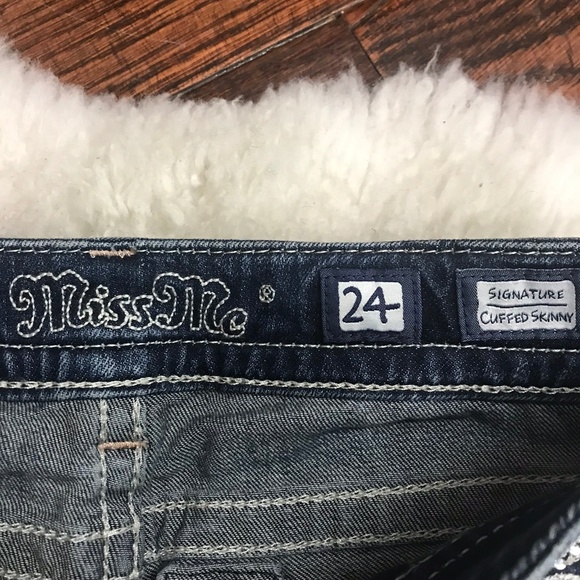 Miss Me ®
24
SIGNATURE
CUFFED SKINNY